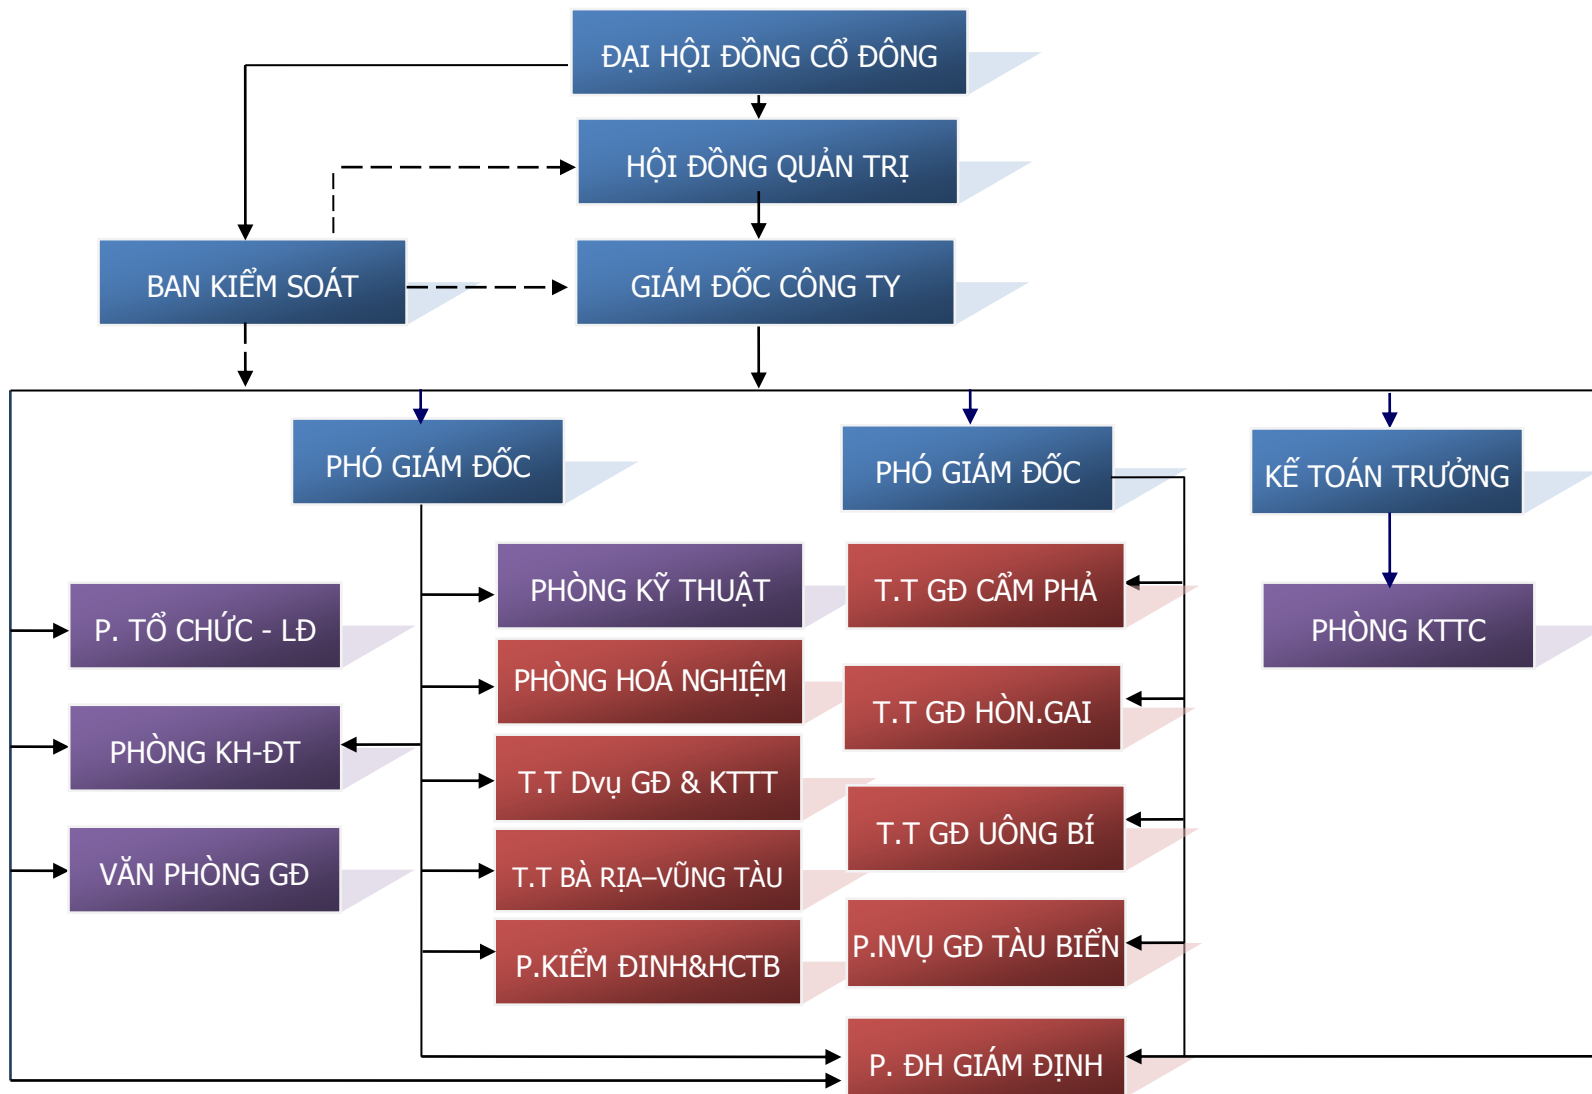 ĐẠI HỘI ĐỒNG CỔ ĐÔNG
HỘI ĐỒNG QUẢN TRỊ
BAN KIỂM SOÁT
GIÁM ĐỐC CÔNG TY
PHÓ GIÁM ĐỐC
PHÓ GIÁM ĐỐC
KẾ TOÁN TRƯỞNG
P. TỔ CHỨC - LĐ
PHÒNG KỸ THUẬT
T.T GĐ CẨM PHẢ
PHÒNG KTTC
PHÒNG HOÁ NGHIỆM
T.T GĐ HÒN.GAI
PHÒNG KH-ĐT
T.T Dvụ GĐ & KTTT
T.T GĐ UÔNG BÍ
VĂN PHÒNG GĐ
T.T BÀ RỊA–VŨNG TÀU
P.NVỤ GĐ TÀU BIỂN
P.KIỂM ĐINH&HCTB
P. ĐH GIÁM ĐỊNH